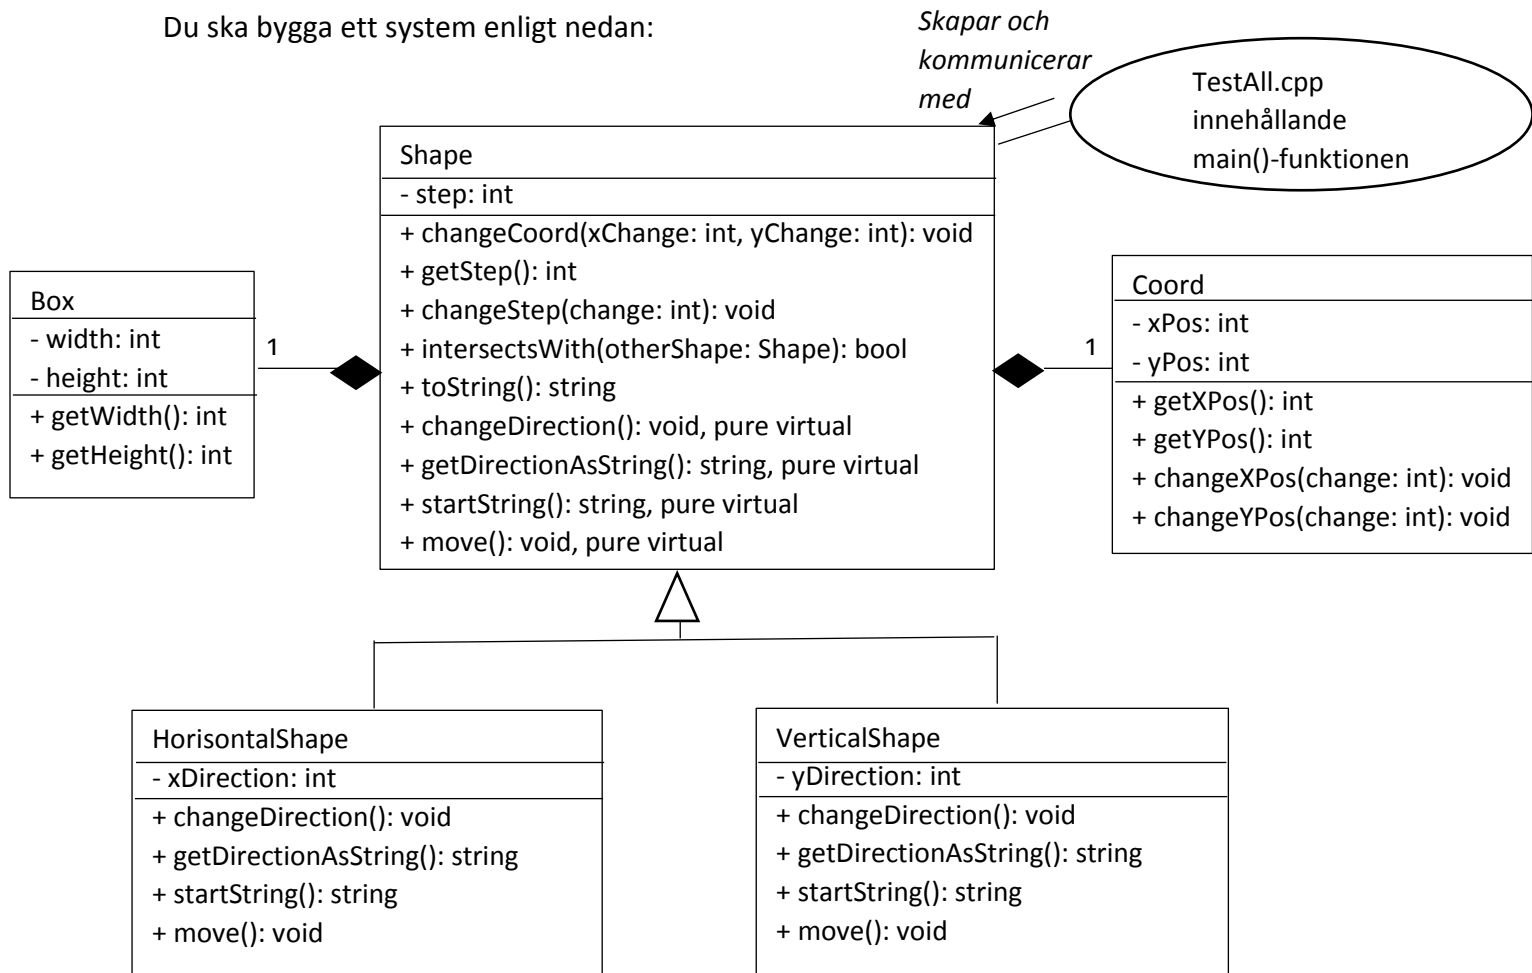 Du ska bygga ett system enligt nedan:
Skapar och
kommunicerar
med
TestAll.cpp
innehållande
main()-funktionen
Shape
- step: int
+ changeCoord(xChange: int, yChange: int): void
+ getStep(): int
+ changeStep(change: int): void
+ intersectsWith(otherShape: Shape): bool
+ toString(): string
+ changeDirection(): void, pure virtual
+ getDirectionAsString(): string, pure virtual
+ startString(): string, pure virtual
+ move(): void, pure virtual
Box
- width: int
- height: int
+ getWidth(): int
+ getHeight(): int
1
1
Coord
- xPos: int
- yPos: int
+ getXPos(): int
+ getYPos(): int
+ changeXPos(change: int): void
+ changeYPos(change: int): void
HorisontalShape
- xDirection: int
+ changeDirection(): void
+ getDirectionAsString(): string
+ startString(): string
+ move(): void
VerticalShape
- yDirection: int
+ changeDirection(): void
+ getDirectionAsString(): string
+ startString(): string
+ move(): void